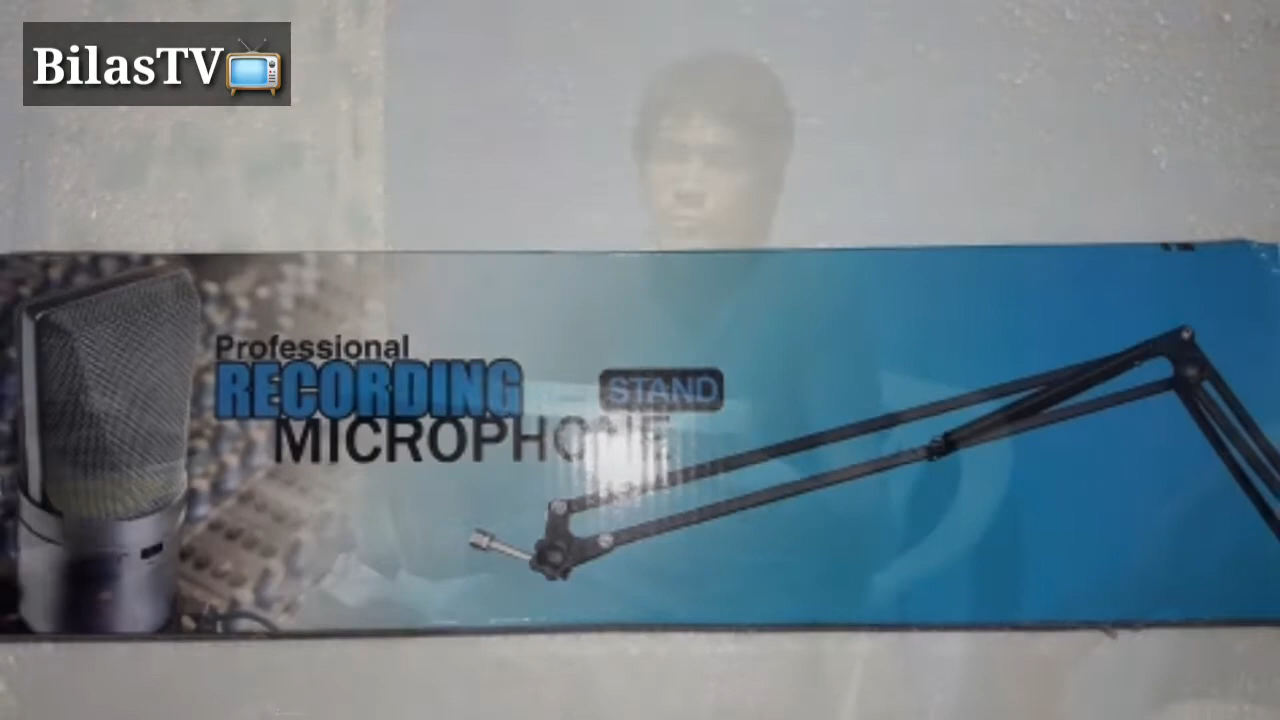 BilasTV
Professional
RECORDING
STAND
MICROPHONE